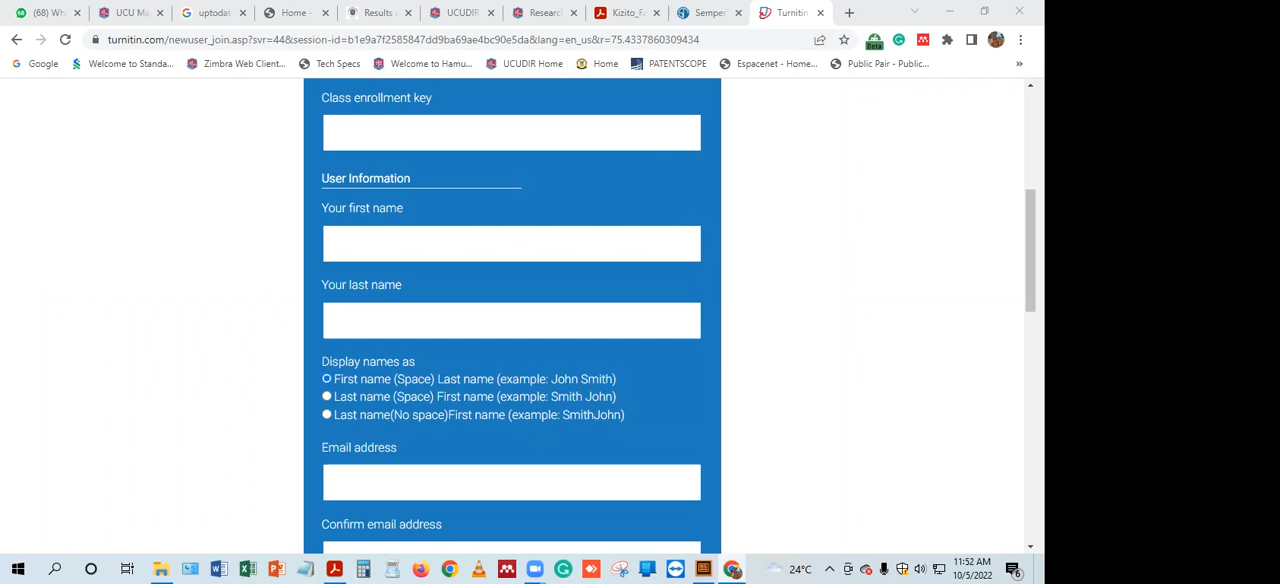 (68) Wh
UCU Ma
uptodat
Home -
Results
UCUDIR
Researc
Kizito_Fa
Semper
Turnitin
turnitin.com/newuser_join.asp?svr=44&session-id=b1e9a7f2585847dd9ba69ae4bc90e5da&lang=en_us&r=75.4337860309434
Beta
Google
Welcome to Standa...
Zimbra Web Client...
Tech Specs
Welcome to Hamu...
UCUDIR Home
Home
PATENTSCOPE
Espacenet - Home...
Public Pair - Public...
»
Class enrollment key
User Information
Your first name
Your last name
Display names as
First name (Space) Last name (example: John Smith)
Last name (Space) First name (example: Smith John)
Last name(No space)First name (example: SmithJohn)
Email address
Confirm email address
24°C
11:52 AM
10/5/2022
6